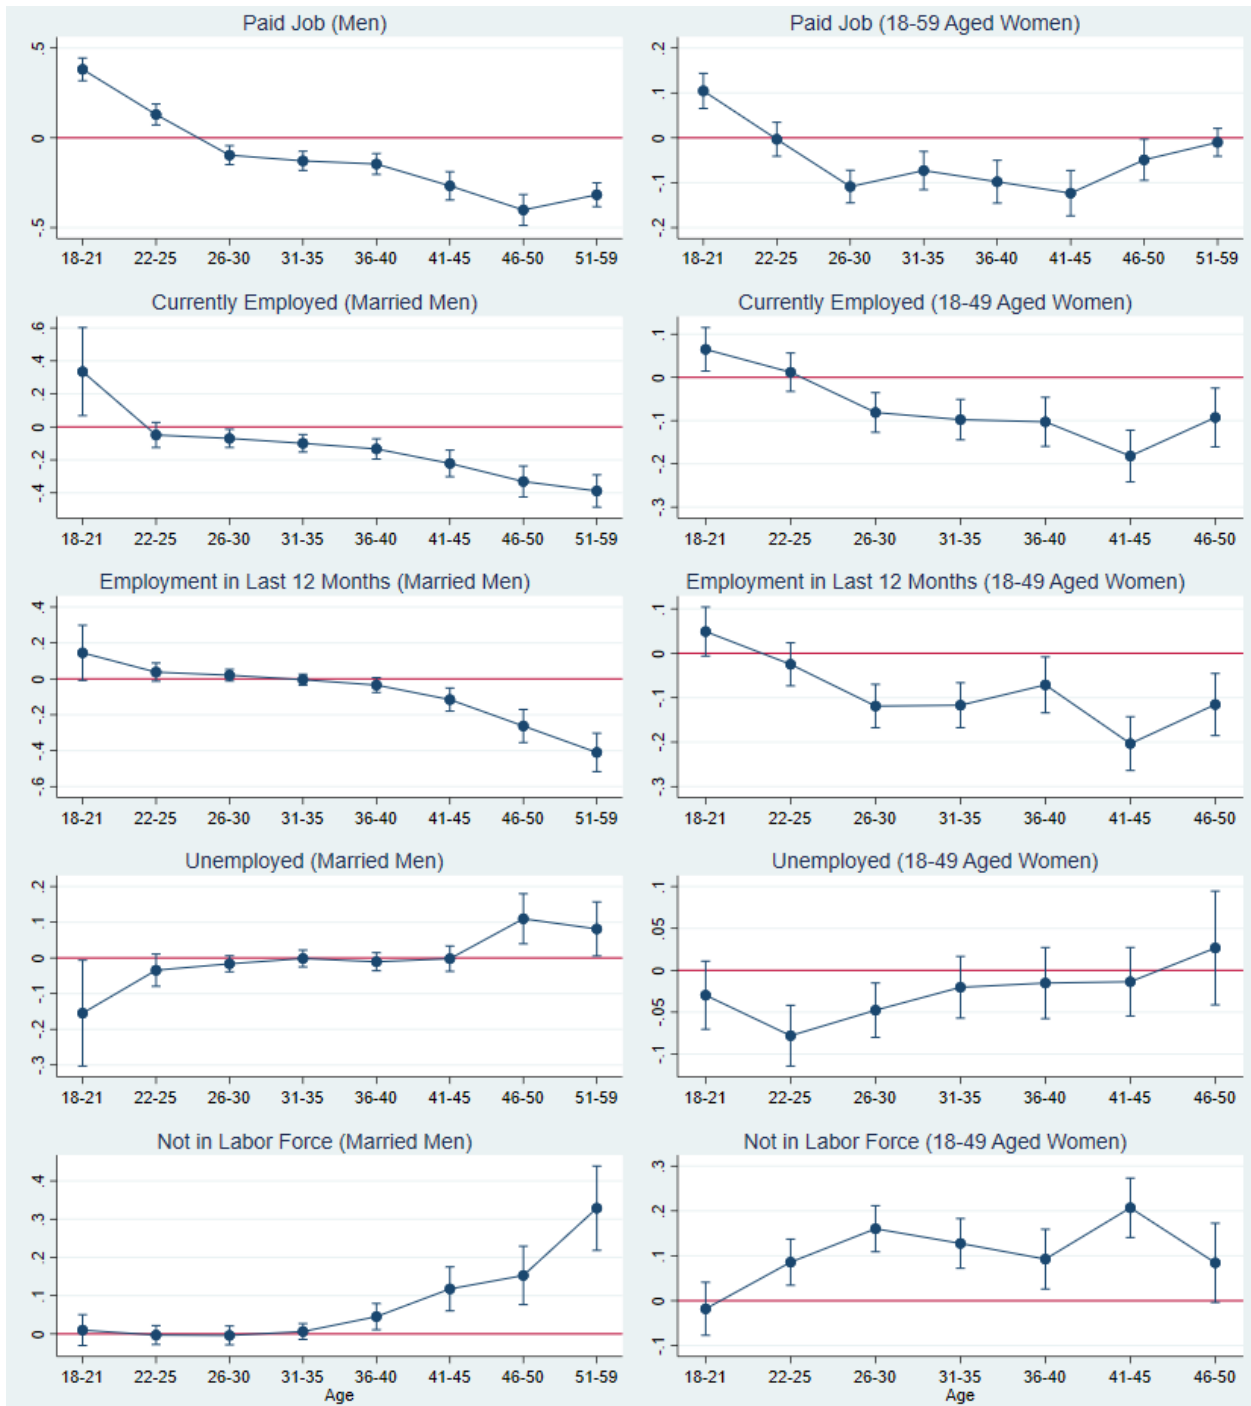 Paid Job (Men)
.5
0
-.5
18-21 22-25 26-30 31-35 36-40 41-45 46-50 51-59
Paid Job (18-59 Aged Women)
.2
.1
0
-.1
-.2
18-21 22-25 26-30 31-35 36-40 41-45 46-50 51-59
Currently Employed (Married Men)
.6
.4
.2
0
-.2
-.4
18-21 22-25 26-30 31-35 36-40 41-45 46-50 51-59
Currently Employed (18-49 Aged Women)
.1
0
-.1
-.2
-.3
18-21 22-25 26-30 31-35 36-40 41-45 46-50
Employment in Last 12 Months (Married Men)
.4
.2
0
-.2
-.4
-.6
18-21 22-25 26-30 31-35 36-40 41-45 46-50 51-59
Employment in Last 12 Months (18-49 Aged Women)
.1
0
-.1
-.2
-.3
18-21 22-25 26-30 31-35 36-40 41-45 46-50
Unemployed (Married Men)
.2
.1
0
-.1
-.2
-.3
18-21 22-25 26-30 31-35 36-40 41-45 46-50 51-59
Unemployed (18-49 Aged Women)
.1
.05
0
-.05
-.1
18-21 22-25 26-30 31-35 36-40 41-45 46-50
Not in Labor Force (Married Men)
.4
.3
.2
.1
0
18-21 22-25 26-30 31-35 36-40 41-45 46-50 51-59
Age
Not in Labor Force (18-49 Aged Women)
.3
.2
.1
0
-.1
18-21 22-25 26-30 31-35 36-40 41-45 46-50
Age